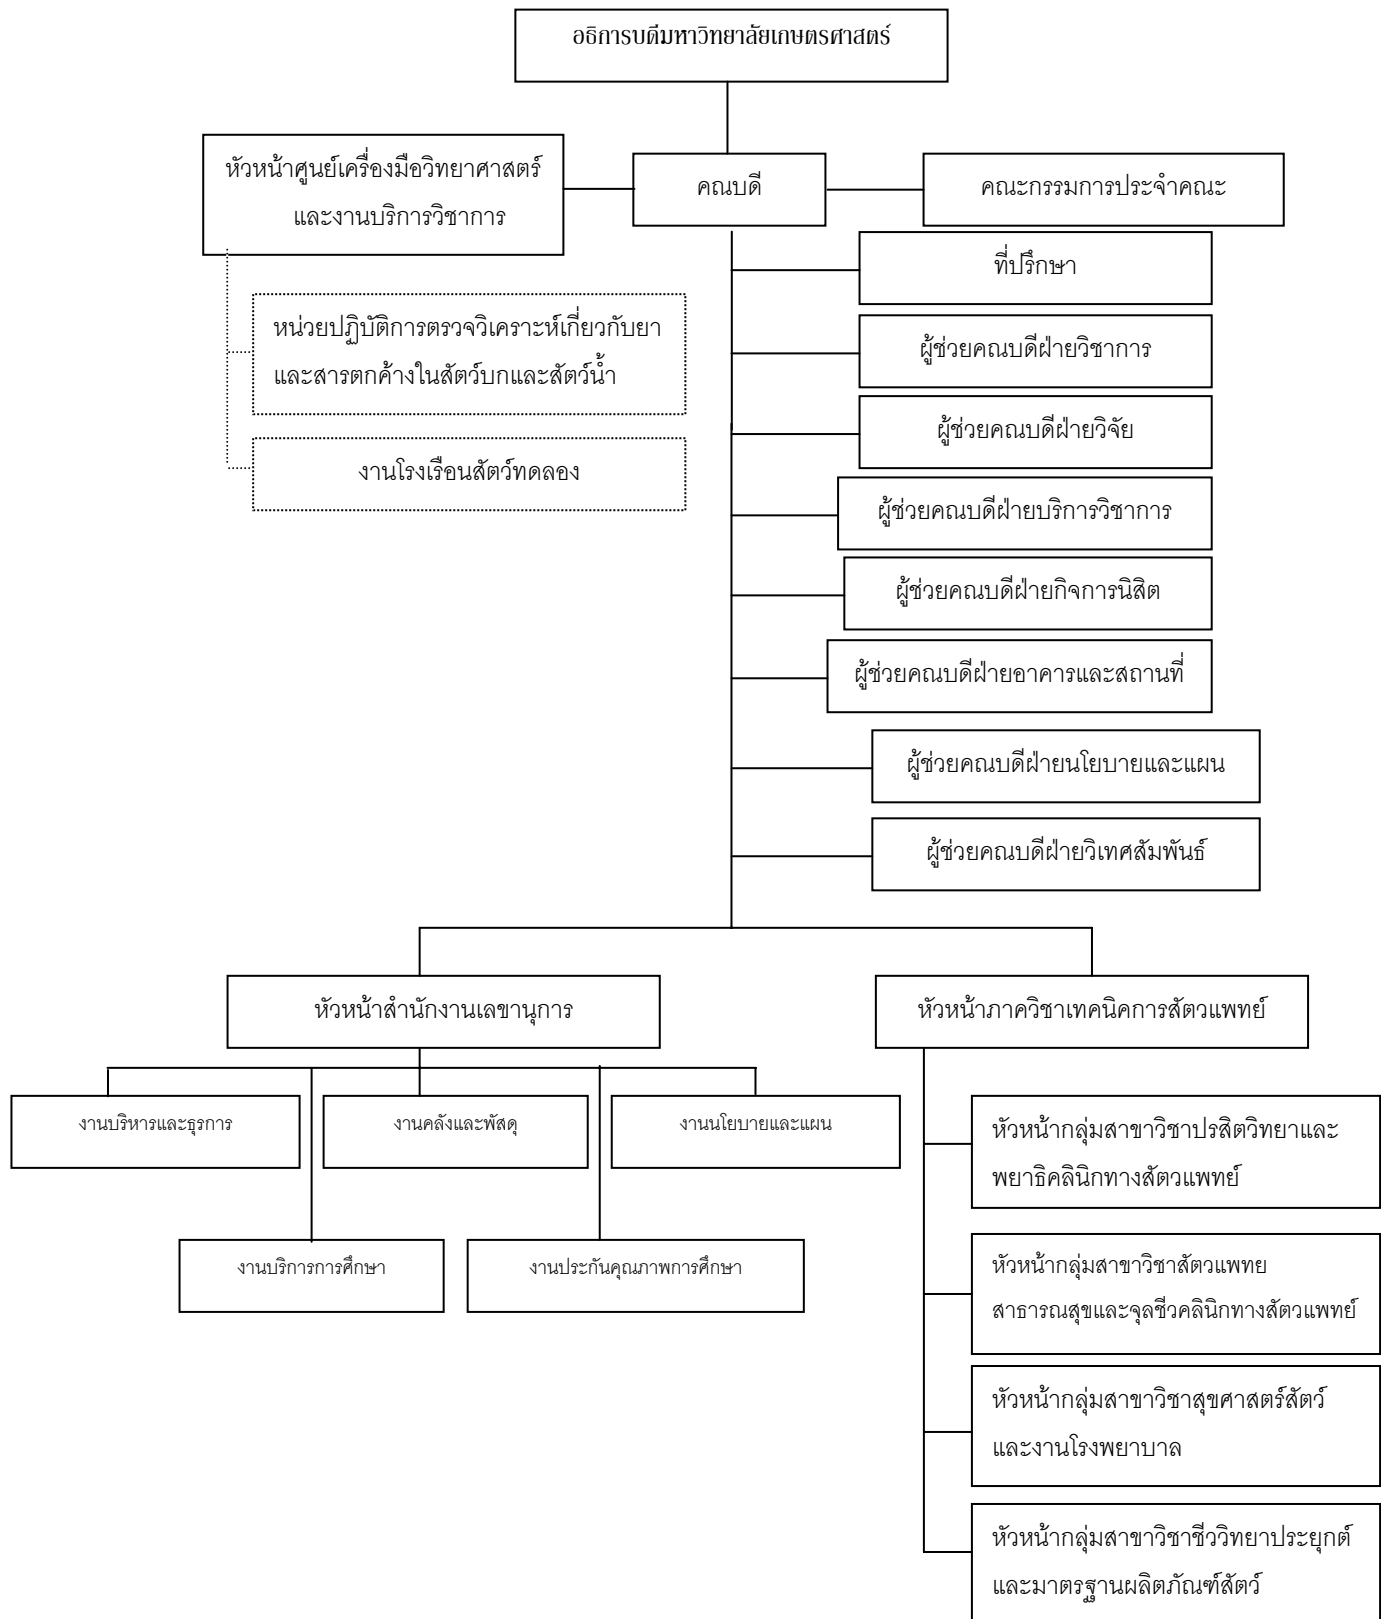 อธิการบดีมหาวิทยาลัยเกษตรศาสตร์
หัวหน้าศูนย์เครื่องมือวิทยาศาสตร์
และงานบริการวิชาการ
คณบดี
คณะกรรมการประจำคณะ
ที่ปรึกษา
หน่วยปฏิบัติการตรวจวิเคราะห์เกี่ยวกับยา
และสารตกค้างในสัตว์บกและสัตว์น้ำ
งานโรงเรือนสัตว์ทดลอง
ผู้ช่วยคณบดีฝ่ายวิชาการ
ผู้ช่วยคณบดีฝ่ายวิจัย
ผู้ช่วยคณบดีฝ่ายบริการวิชาการ
ผู้ช่วยคณบดีฝ่ายกิจการนิสิต
ผู้ช่วยคณบดีฝ่ายอาคารและสถานที่
ผู้ช่วยคณบดีฝ่ายนโยบายและแผน
ผู้ช่วยคณบดีฝ่ายวิเทศสัมพันธ์
หัวหน้าสำนักงานเลขานุการ
งานบริหารและธุรการ
งานคลังและพัสดุ
งานนโยบายและแผน
งานบริการการศึกษา
งานประกันคุณภาพการศึกษา
หัวหน้าภาควิชาเทคนิคการสัตวแพทย์
หัวหน้ากลุ่มสาขาวิชาปรสิตวิทยาและ
พยาธิคลินิกทางสัตวแพทย์
หัวหน้ากลุ่มสาขาวิชาสัตวแพทย
สาธารณสุขและจุลชีวคลินิกทางสัตวแพทย์
หัวหน้ากลุ่มสาขาวิชาสุขศาสตร์สัตว์
และงานโรงพยาบาล
หัวหน้ากลุ่มสาขาวิชาชีววิทยาประยุกต์
และมาตรฐานผลิตภัณฑ์สัตว์